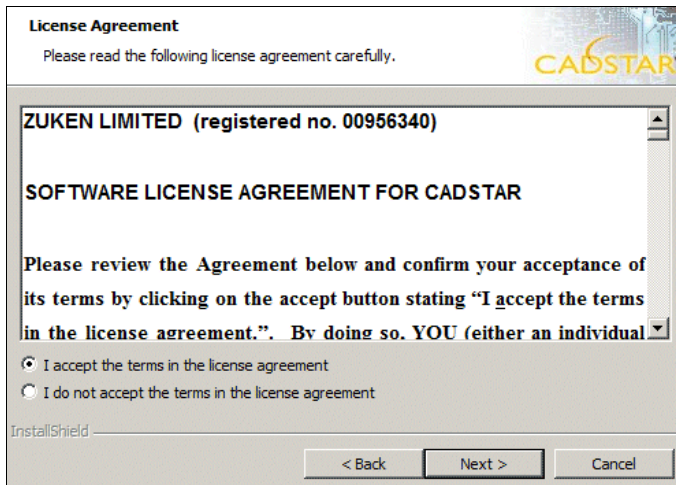 License Agreement
Please read the following license agreement carefully.
CADSTAR
ZUKEN LIMITED (registered no. 00956340)
SOFTWARE LICENSE AGREEMENT FOR CADSTAR
Please review the Agreement below and confirm your acceptance of
its terms by clicking on the accept button stating “I accept the terms
in the license agreement.”. By doing so, YOU (either an individual
I accept the terms in the license agreement
I do not accept the terms in the license agreement
InstallShield
< Back Next > Cancel